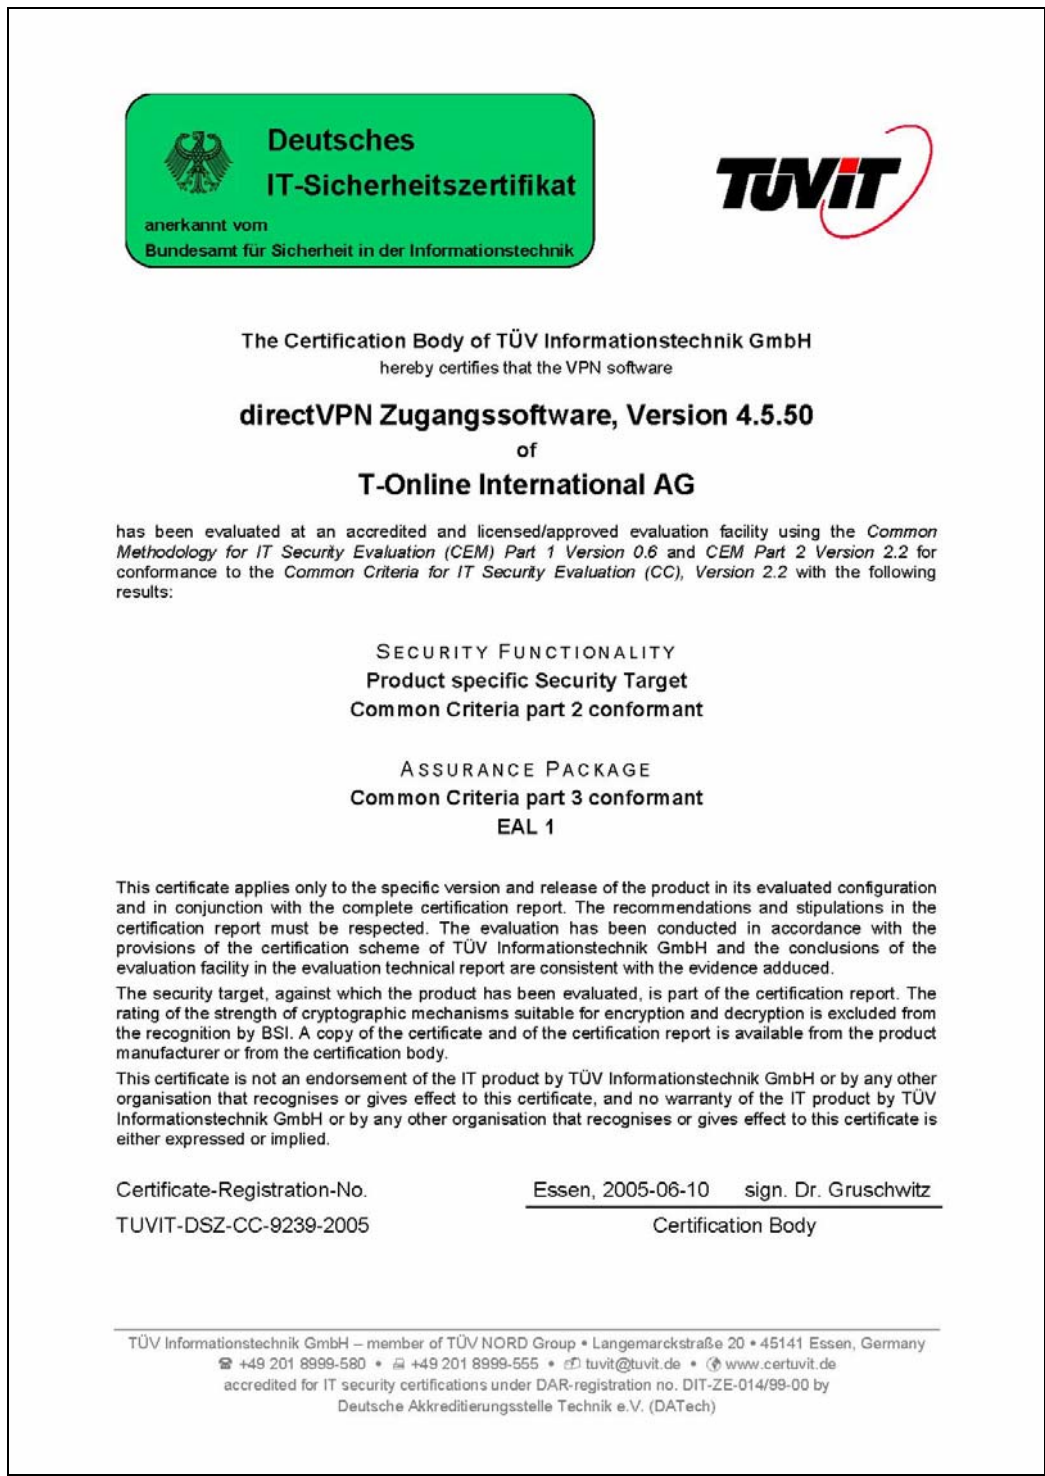 Deutsches
IT-Sicherheitszertifikat
anerkannt vom
Bundesamt für Sicherheit in der Informationstechnik
TÜViT
The Certification Body of TÜV Informationstechnik GmbH
hereby certifies that the VPN software
directVPN Zugangssoftware, Version 4.5.50
of
T-Online International AG
has been evaluated at an accredited and licensed/approved evaluation facility using the Common
Methodology for IT Security Evaluation (CEM) Part 1 Version 0.6 and CEM Part 2 Version 2.2 for
conformance to the Common Criteria for IT Security Evaluation (CC), Version 2.2 with the following
results:
SECURITY FUNCTIONALITY
Product specific Security Target
Common Criteria part 2 conformant
ASSURANCE PACKAGE
Common Criteria part 3 conformant
EAL 1
This certificate applies only to the specific version and release of the product in its evaluated configuration
and in conjunction with the complete certification report. The recommendations and stipulations in the
certification report must be respected. The evaluation has been conducted in accordance with the
provisions of the certification scheme of TÜV Informationstechnik GmbH and the conclusions of the
evaluation facility in the evaluation technical report are consistent with the evidence adduced.
The security target, against which the product has been evaluated, is part of the certification report. The
rating of the strength of cryptographic mechanisms suitable for encryption and decryption is excluded from
the recognition by BSI. A copy of the certificate and of the certification report is available from the product
manufacturer or from the certification body.
This certificate is not an endorsement of the IT product by TÜV Informationstechnik GmbH or by any other
organisation that recognises or gives effect to this certificate, and no warranty of the IT product by TÜV
Informationstechnik GmbH or by any other organisation that recognises or gives effect to this certificate is
either expressed or implied.
Certificate-Registration-No. Essen, 2005-06-10 sign. Dr. Gruschwitz
TUVIT-DSZ-CC-9239-2005 Certification Body
TÜV Informationstechnik GmbH – member of TÜV NORD Group • Langemarckstraße 20 • 45141 Essen, Germany
☎ +49 201 8999-580 • +49 201 8999-555 • tuvit@tuvit.de • www.certuvit.de
accredited for IT security certifications under DAR-registration no. DIT-ZE-014/99-00 by
Deutsche Akkreditierungsstelle Technik e.V. (DATech)